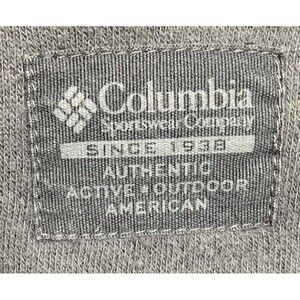 Columbia
Sportswear Company
SINCE 1938
AUTHENTIC
ACTIVE • OUTDOOR
AMERICAN